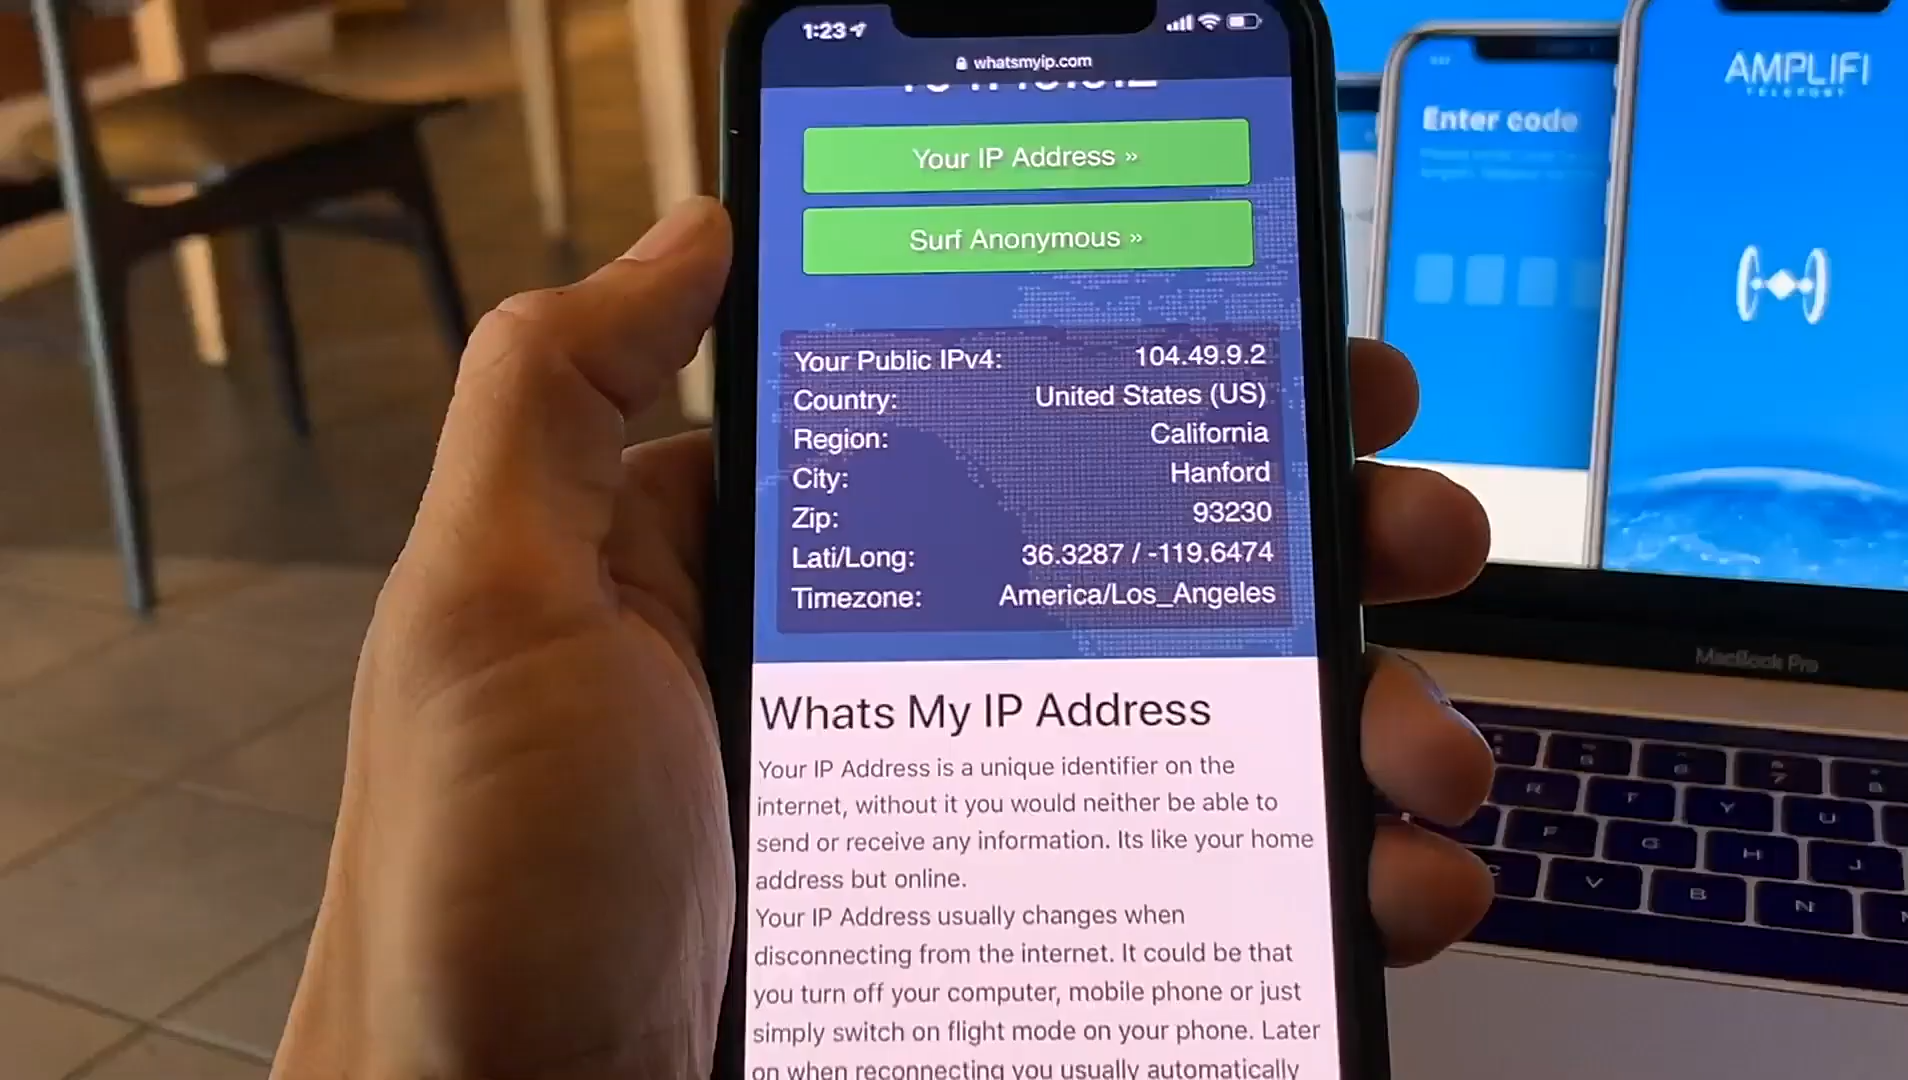 1:23
whatsmyip.com
Your IP Address »
Surf Anonymous »
Your Public IPv4: 104.49.9.2
Country: United States (US)
Region: California
City: Hanford
Zip: 93230
Lati/Long: 36.3287 / -119.6474
Timezone: America/Los_Angeles
Whats My IP Address
Your IP Address is a unique identifier on the
internet, without it you would neither be able to
send or receive any information. Its like your home
address but online.
Your IP Address usually changes when
disconnecting from the internet. It could be that
you turn off your computer, mobile phone or just
simply switch on flight mode on your phone. Later
on when reconnecting you usually automatically
Enter code
AMPLIFI
TELEPORT
MacBook Pro
R T Y U
F G H J
C V B N